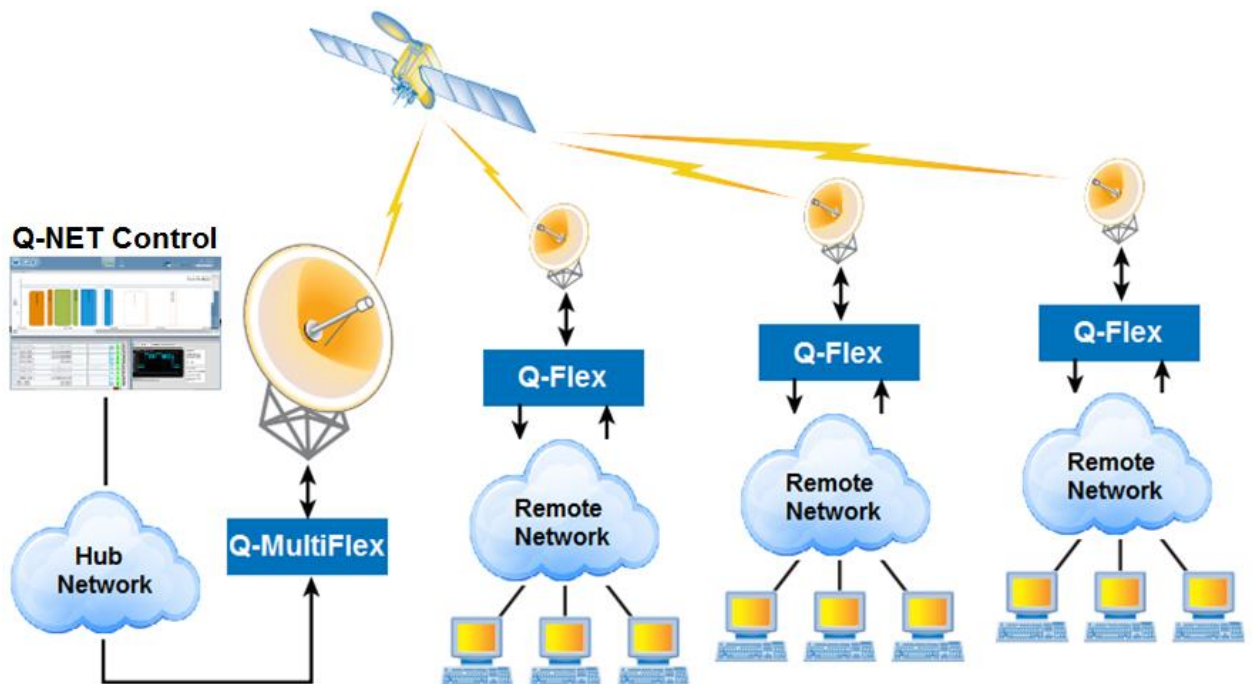 Q-NET Control
Q-Flex
Q-Flex
Q-Flex
Remote
Network
Remote
Network
Remote
Network
Q-MultiFlex
Hub
Network